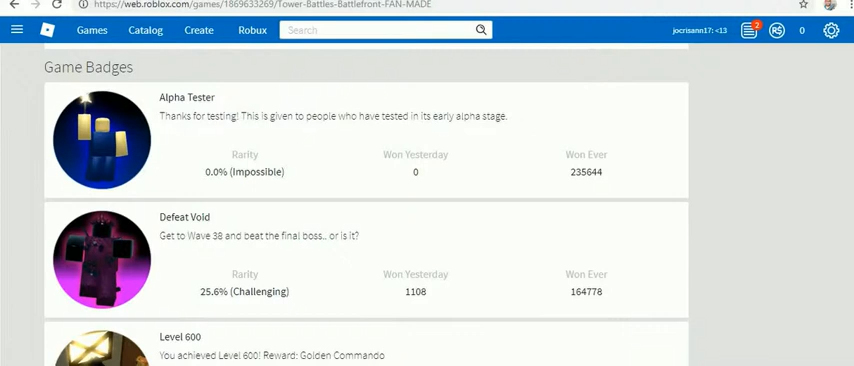 https://web.roblox.com/games/1869633269/Tower-Battles-Battlefront-FAN-MADE
Games Catalog Create Robux Search jocrisann17: <13 2 R$ 0
Game Badges
Alpha Tester
Thanks for testing! This is given to people who have tested in its early alpha stage.
Rarity Won Yesterday Won Ever
0.0% (Impossible) 0 235644
Defeat Void
Get to Wave 38 and beat the final boss.. or is it?
Rarity Won Yesterday Won Ever
25.6% (Challenging) 1108 164778
Level 600
You achieved Level 600! Reward: Golden Commando